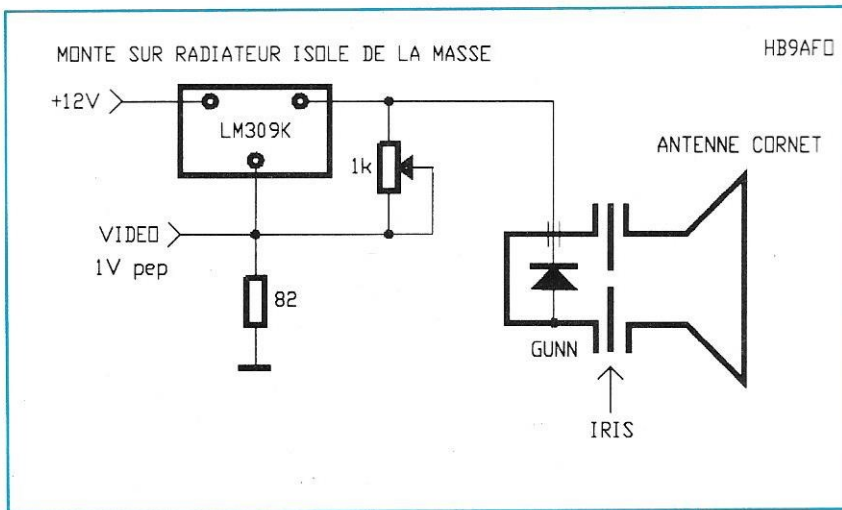 MONTE SUR RADIATEUR ISOLE DE LA MASSE
HB9AFO
+12V
LM309K
ANTENNE CORNET
1k
VIDEO
1V pep
82
GUNN
IRIS